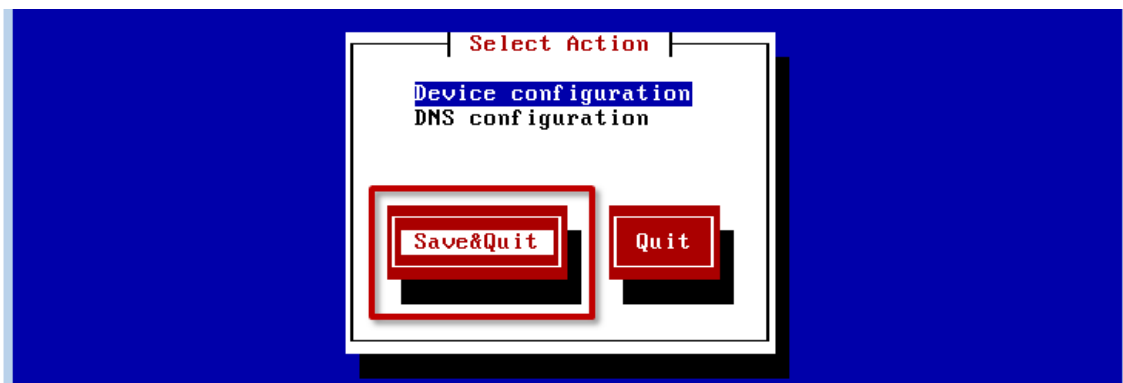 Select Action
Device configuration
DNS configuration
Save&Quit Quit